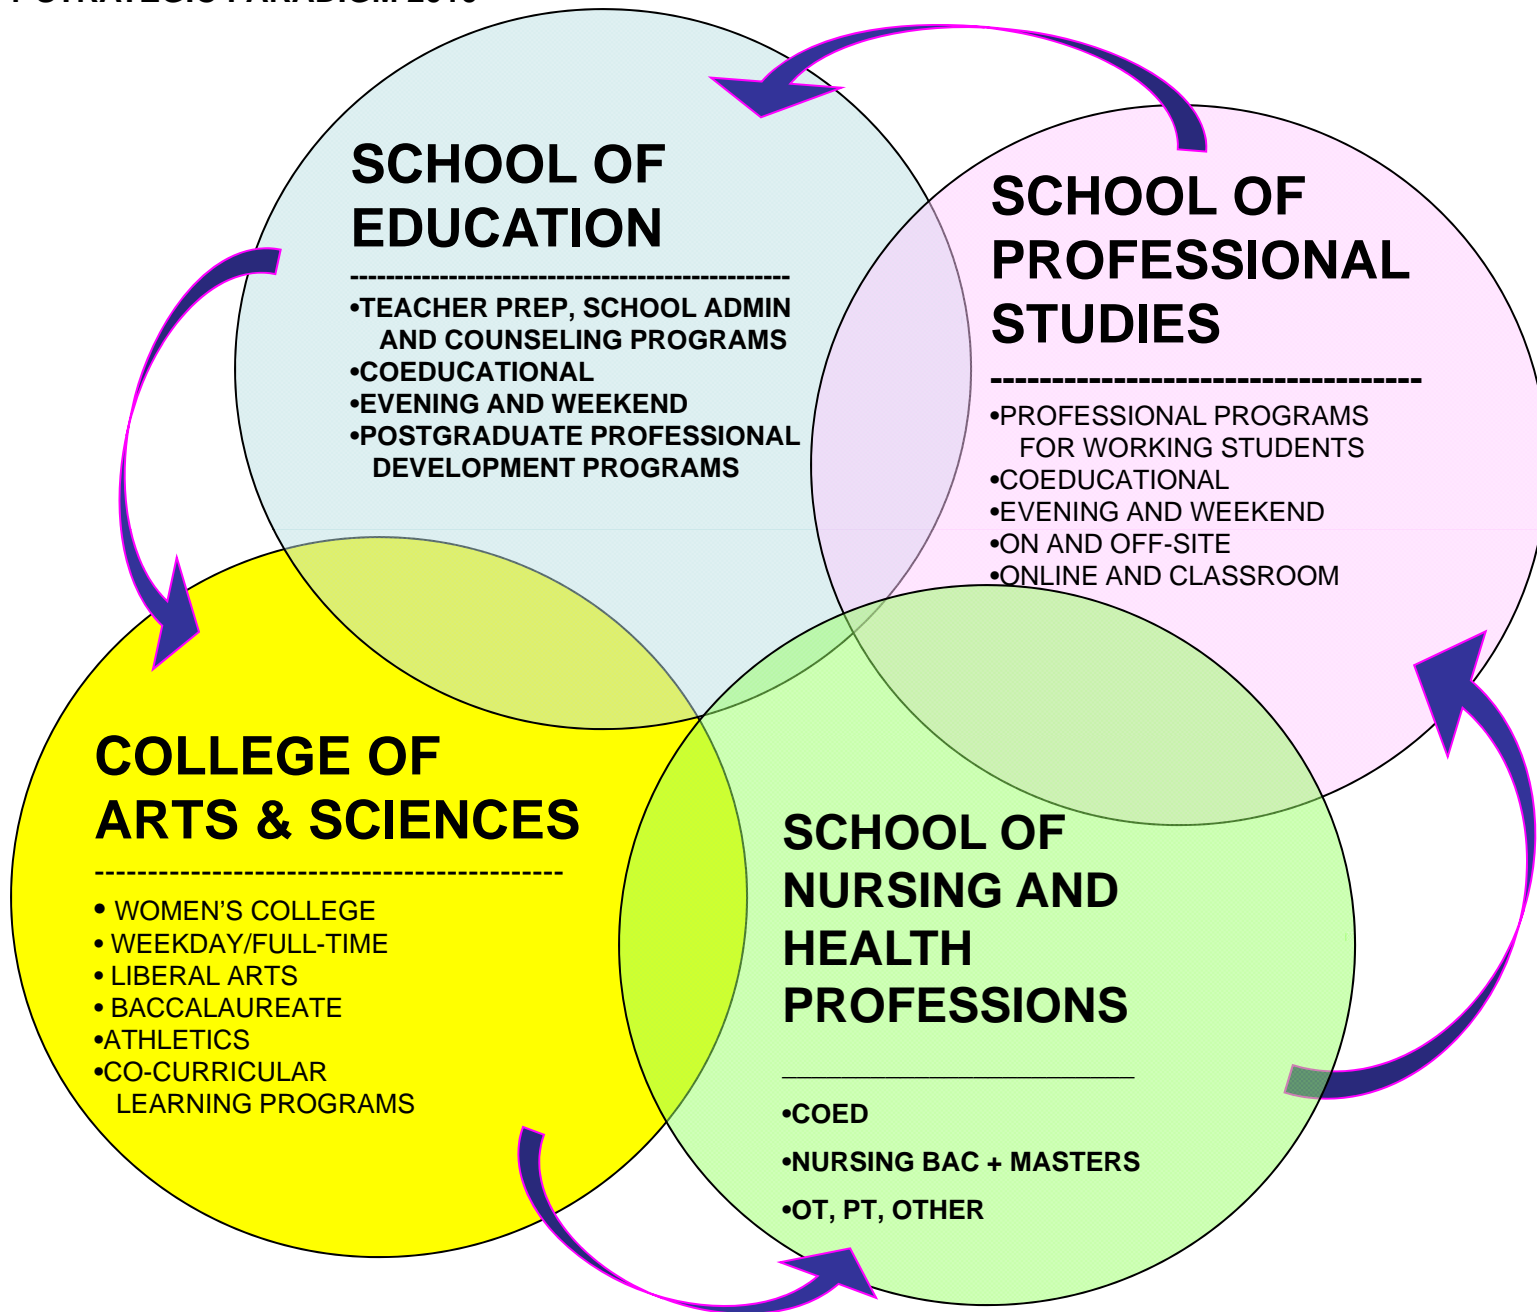 SCHOOL OF
EDUCATION
-------------------------------------------------
•TEACHER PREP, SCHOOL ADMIN
AND COUNSELING PROGRAMS
•COEDUCATIONAL
•EVENING AND WEEKEND
•POSTGRADUATE PROFESSIONAL
DEVELOPMENT PROGRAMS
SCHOOL OF
PROFESSIONAL
STUDIES
-----------------------------------
•PROFESSIONAL PROGRAMS
FOR WORKING STUDENTS
•COEDUCATIONAL
•EVENING AND WEEKEND
•ON AND OFF-SITE
•ONLINE AND CLASSROOM
COLLEGE OF
ARTS & SCIENCES
--------------------------------------------
• WOMEN'S COLLEGE
• WEEKDAY/FULL-TIME
• LIBERAL ARTS
• BACCALAUREATE
•ATHLETICS
•CO-CURRICULAR
LEARNING PROGRAMS
SCHOOL OF
NURSING AND
HEALTH
PROFESSIONS
________________________
•COED
•NURSING BAC + MASTERS
•OT, PT, OTHER